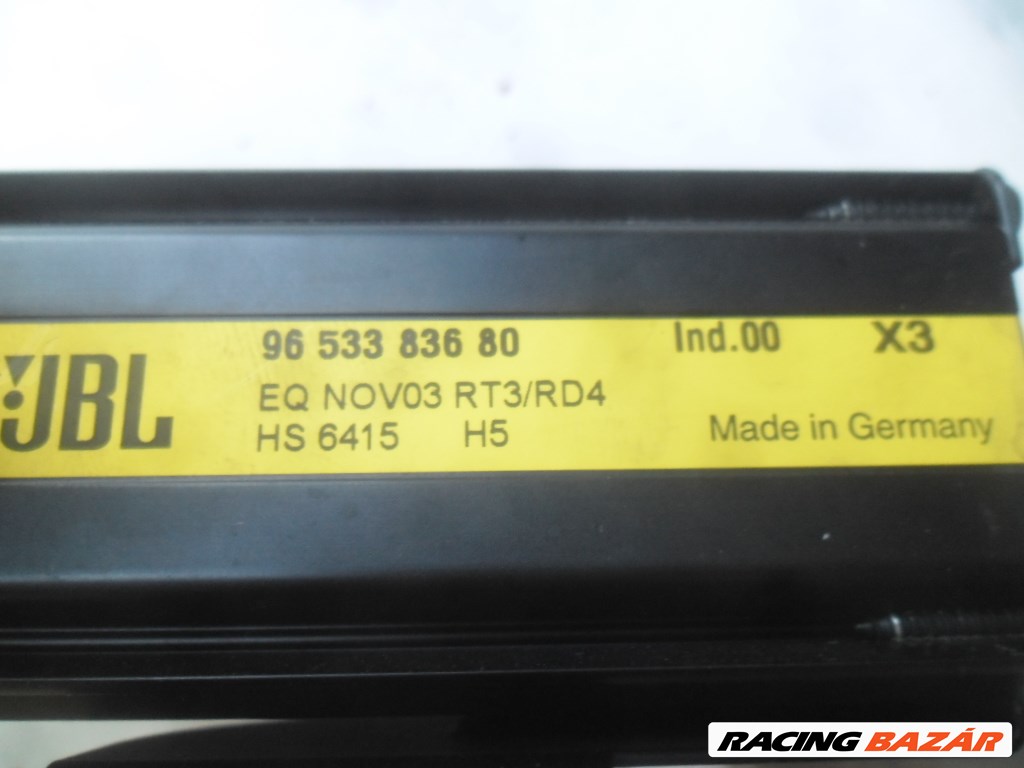 96 533 836 80 Ind.00 X3
JBL EQ NOV03 RT3/RD4
HS 6415 H5 Made in Germany
RACING BAZÁR